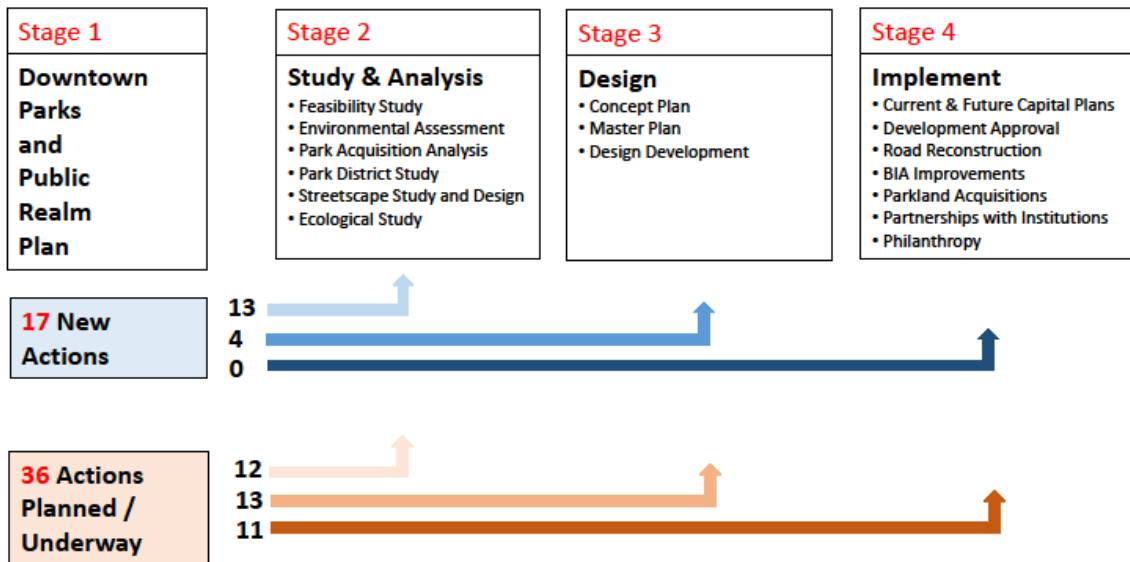 Stage 1
Downtown
Parks
and
Public
Realm
Plan
Stage 2
Study & Analysis
• Feasibility Study
• Environmental Assessment
• Park Acquisition Analysis
• Park District Study
• Streetscape Study and Design
• Ecological Study
Stage 3
Design
• Concept Plan
• Master Plan
• Design Development
Stage 4
Implement
• Current & Future Capital Plans
• Development Approval
• Road Reconstruction
• BIA Improvements
• Parkland Acquisitions
• Partnerships with Institutions
• Philanthropy
17 New
Actions
13
4
0
36 Actions
Planned /
Underway
12
13
11